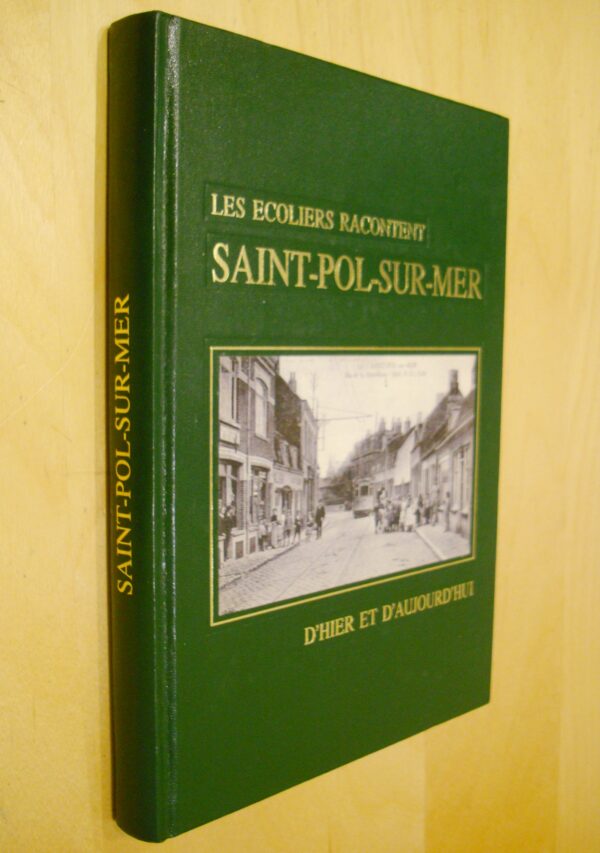 LES ECOLIERS RACONTENT
SAINT-POL-SUR-MER
D'HIER ET D'AUJOURD'HUI
SAINT-POL-SUR-MER